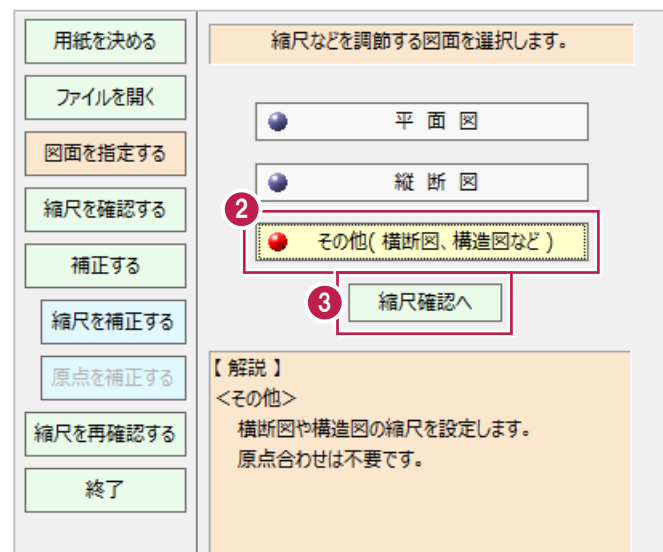 用紙を決める
ファイルを開く
図面を指定する
縮尺を確認する
補正する
縮尺を補正する
原点を補正する
縮尺を再確認する
終了
縮尺などを調節する図面を選択します。
平 面 図
縦 断 図
2
その他( 横断図、構造図など )
3
縮尺確認へ
【 解説 】
<その他>
横断図や構造図の縮尺を設定します。
原点合わせは不要です。